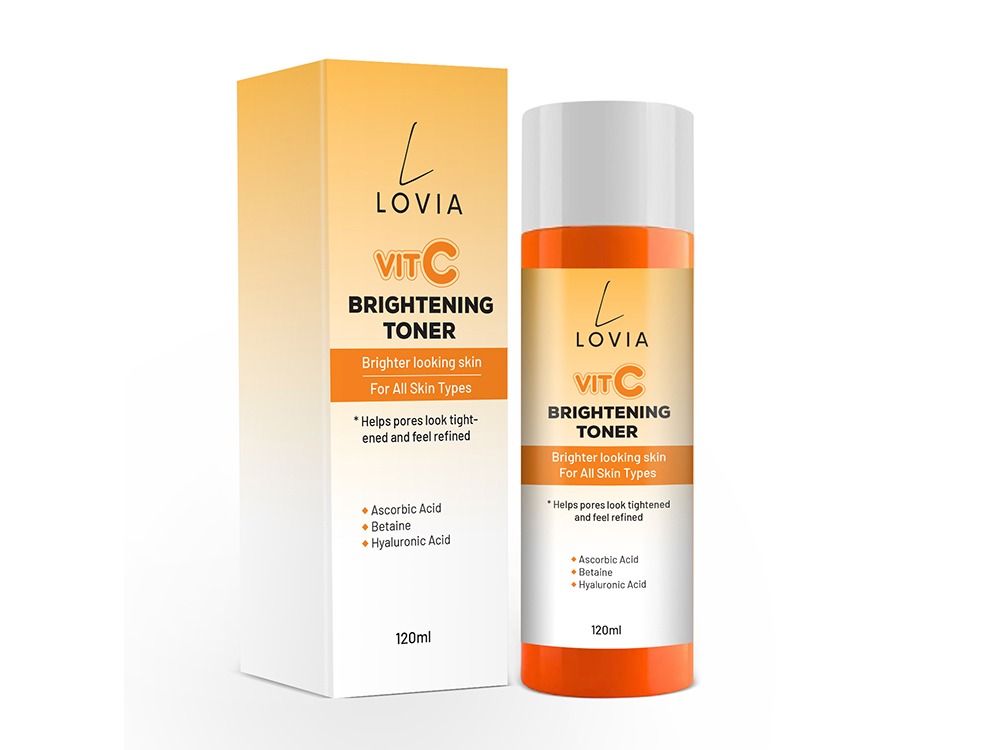 LOVIA
VIT C
BRIGHTENING
TONER
Brighter looking skin
For All Skin Types
* Helps pores look tight-
ened and feel refined
Ascorbic Acid
Betaine
Hyaluronic Acid
120ml
LOVIA
VIT C
BRIGHTENING
TONER
Brighter looking skin
For All Skin Types
* Helps pores look tightened
and feel refined
Ascorbic Acid
Betaine
Hyaluronic Acid
120ml